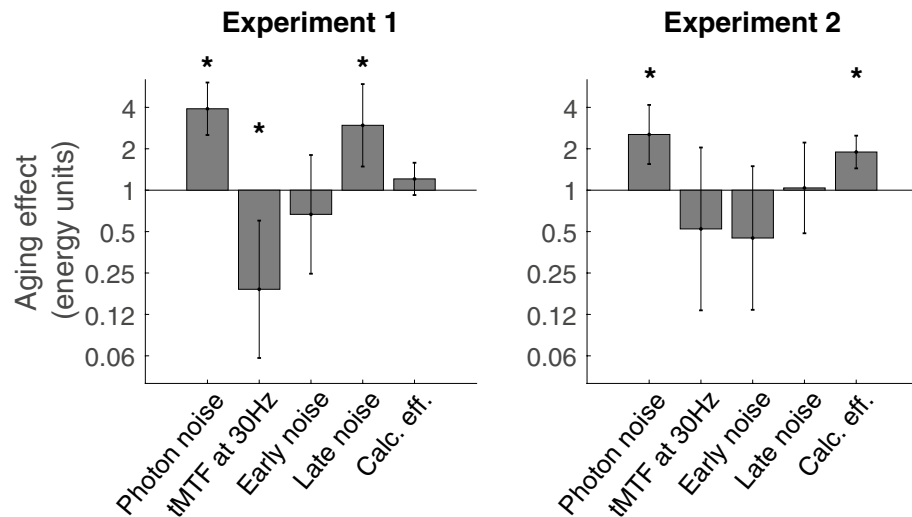 Experiment 1
Experiment 2
Aging effect
(energy units)
4
2
1
0.5
0.25
0.12
0.06
*
*
*
Photon noise
tMTF at 30Hz
Early noise
Late noise
Calc. eff.
4
2
1
0.5
0.25
0.12
0.06
*
*
Photon noise
tMTF at 30Hz
Early noise
Late noise
Calc. eff.